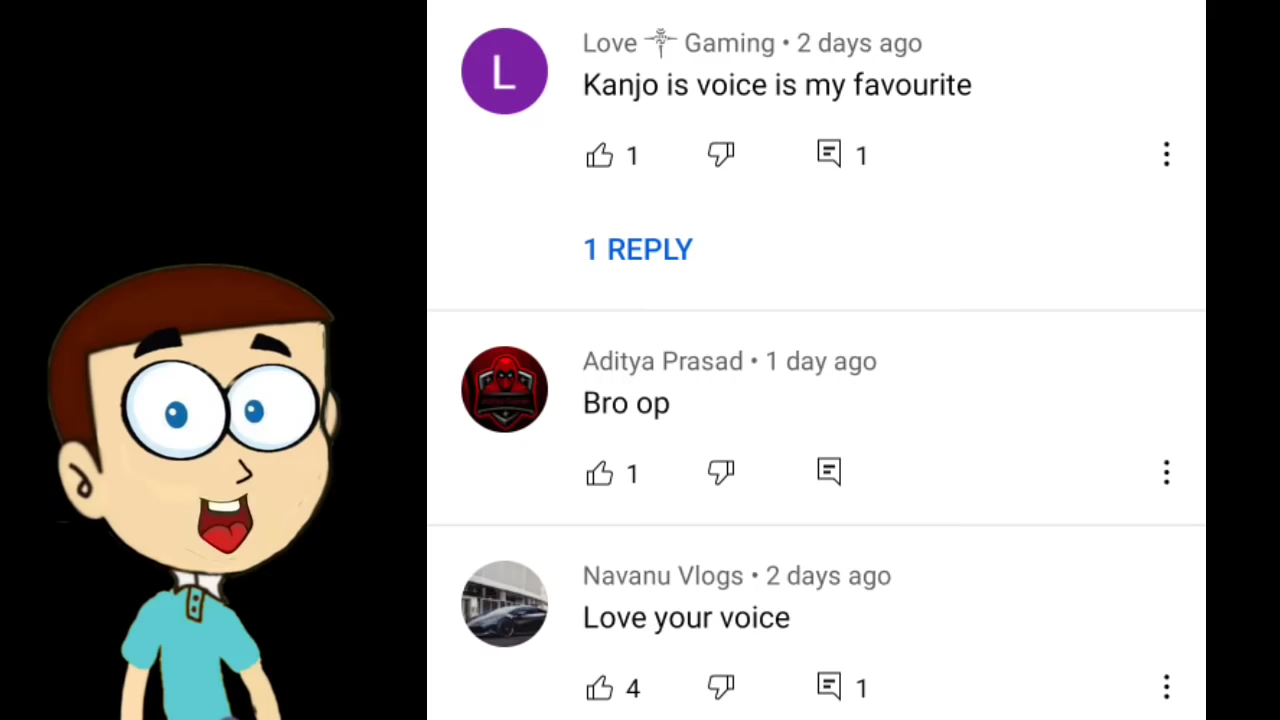 L
Love Gaming • 2 days ago
Kanjo is voice is my favourite
1
1
1 REPLY
Aditya Prasad • 1 day ago
Bro op
1
Navanu Vlogs • 2 days ago
Love your voice
4
1